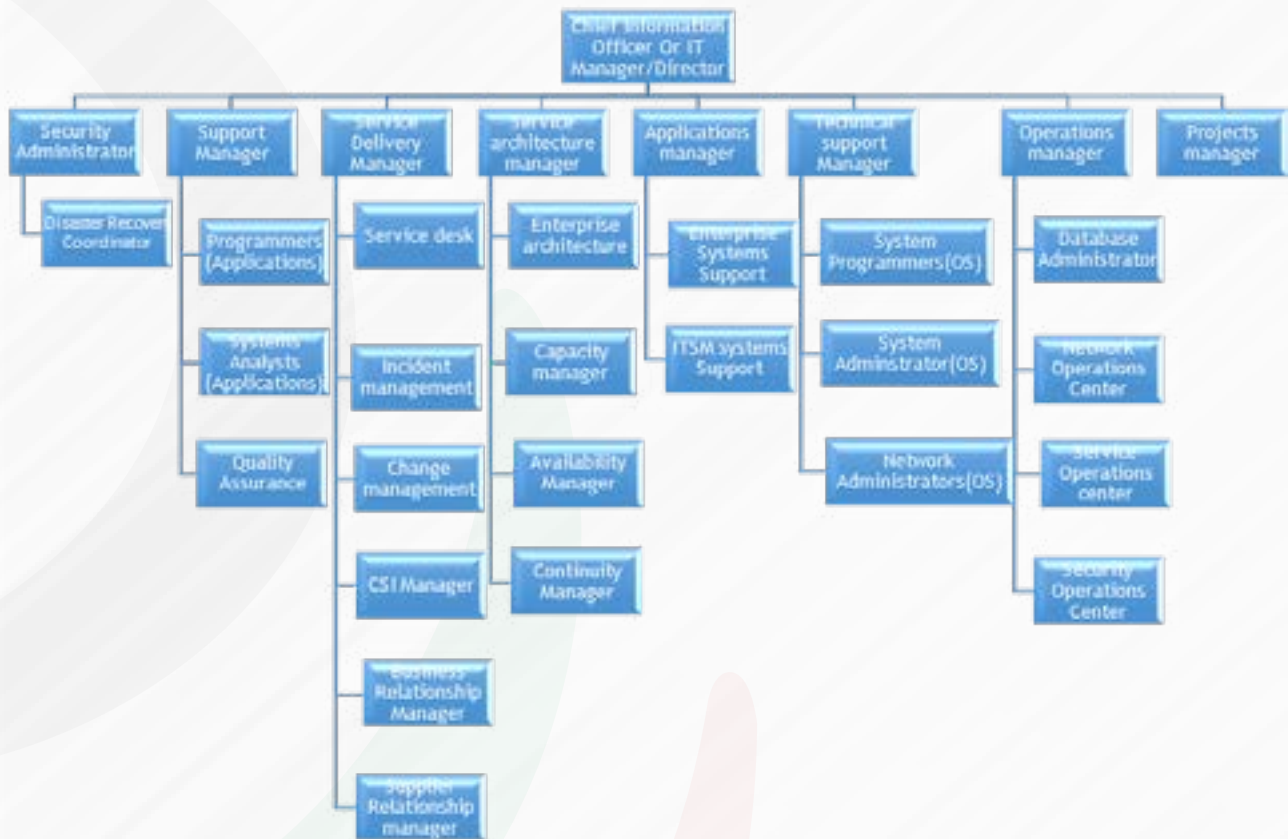 Chief Information
Officer Or IT
Manager/Director
Security
Administrator
Support
Manager
Service
Delivery
Manager
Service
architecture
manager
Applications
manager
Technical
support
Manager
Operations
manager
Projects
manager
Disaster Recovery
Coordinator
Programmers
(Applications)
Systems
Analysts
(Applications)
Quality
Assurance
Service desk
Incident
management
Change
management
CSI Manager
Business
Relationship
Manager
Supplier
Relationship
manager
Enterprise
architecture
Capacity
manager
Availability
Manager
Continuity
Manager
Enterprise
Systems
Support
ITSM systems
Support
System
Programmers(OS)
System
Adminstrator(OS)
Network
Administrators(OS)
Database
Administrator
Network
Operations
Center
Service
Operations
center
Security
Operations
Center